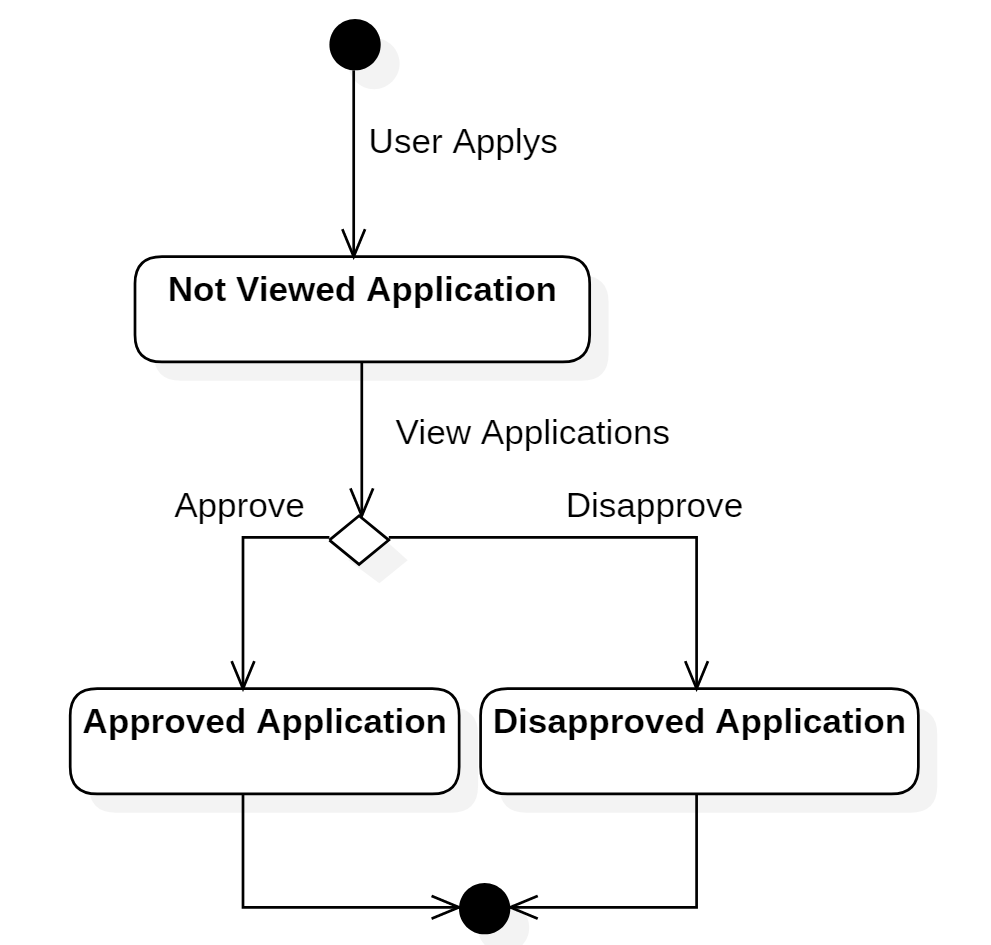 User Applys
Not Viewed Application
View Applications
Approve
Disapprove
Approved Application
Disapproved Application